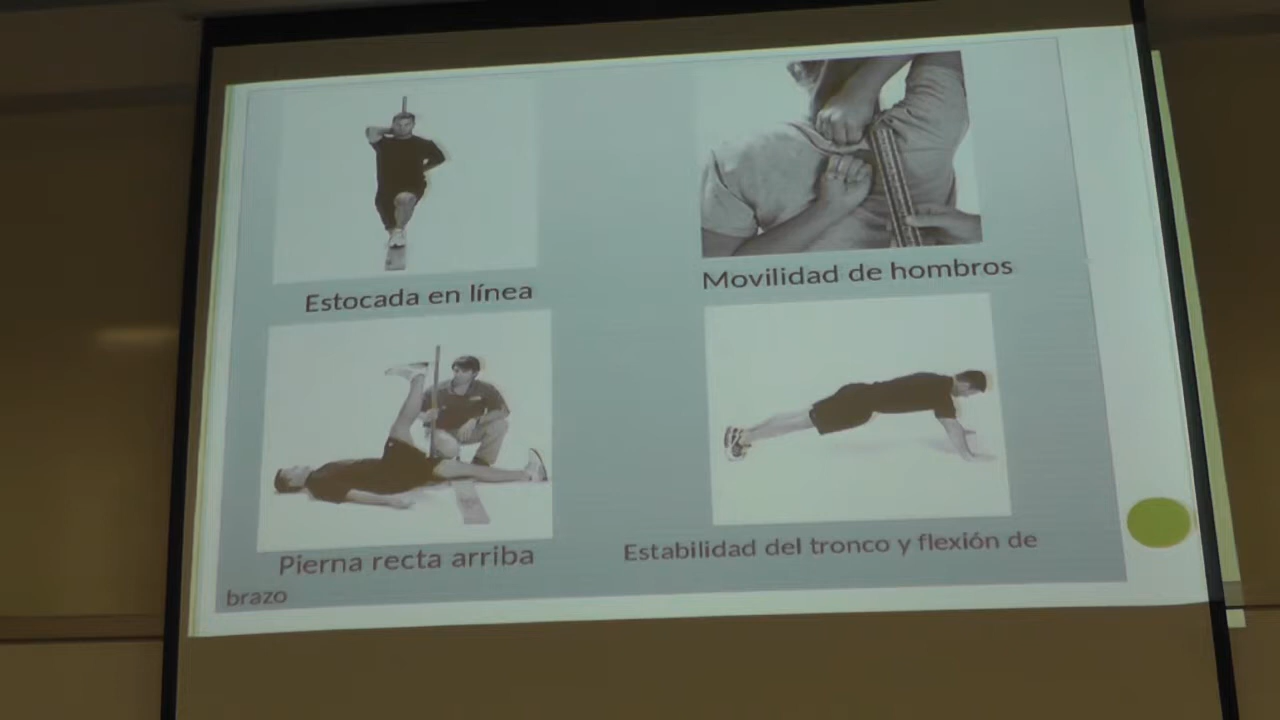 Estocada en línea
Movilidad de hombros
Pierna recta arriba
Estabilidad del tronco y flexión de
brazo